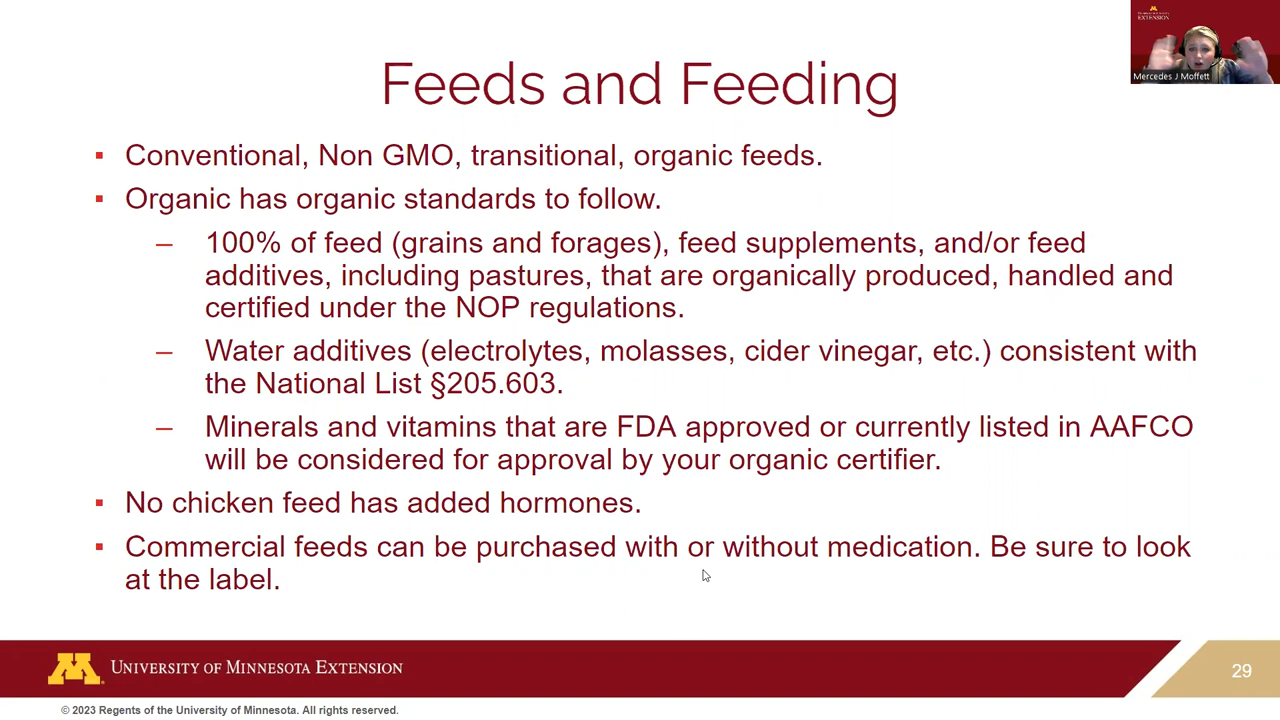 EXTENSION
Mercedes J Moffett
Feeds and Feeding
▪ Conventional, Non GMO, transitional, organic feeds.
▪ Organic has organic standards to follow.
– 100% of feed (grains and forages), feed supplements, and/or feed
additives, including pastures, that are organically produced, handled and
certified under the NOP regulations.
– Water additives (electrolytes, molasses, cider vinegar, etc.) consistent with
the National List §205.603.
– Minerals and vitamins that are FDA approved or currently listed in AAFCO
will be considered for approval by your organic certifier.
▪ No chicken feed has added hormones.
▪ Commercial feeds can be purchased with or without medication. Be sure to look
at the label.
M UNIVERSITY OF MINNESOTA EXTENSION
29
© 2023 Regents of the University of Minnesota. All rights reserved.